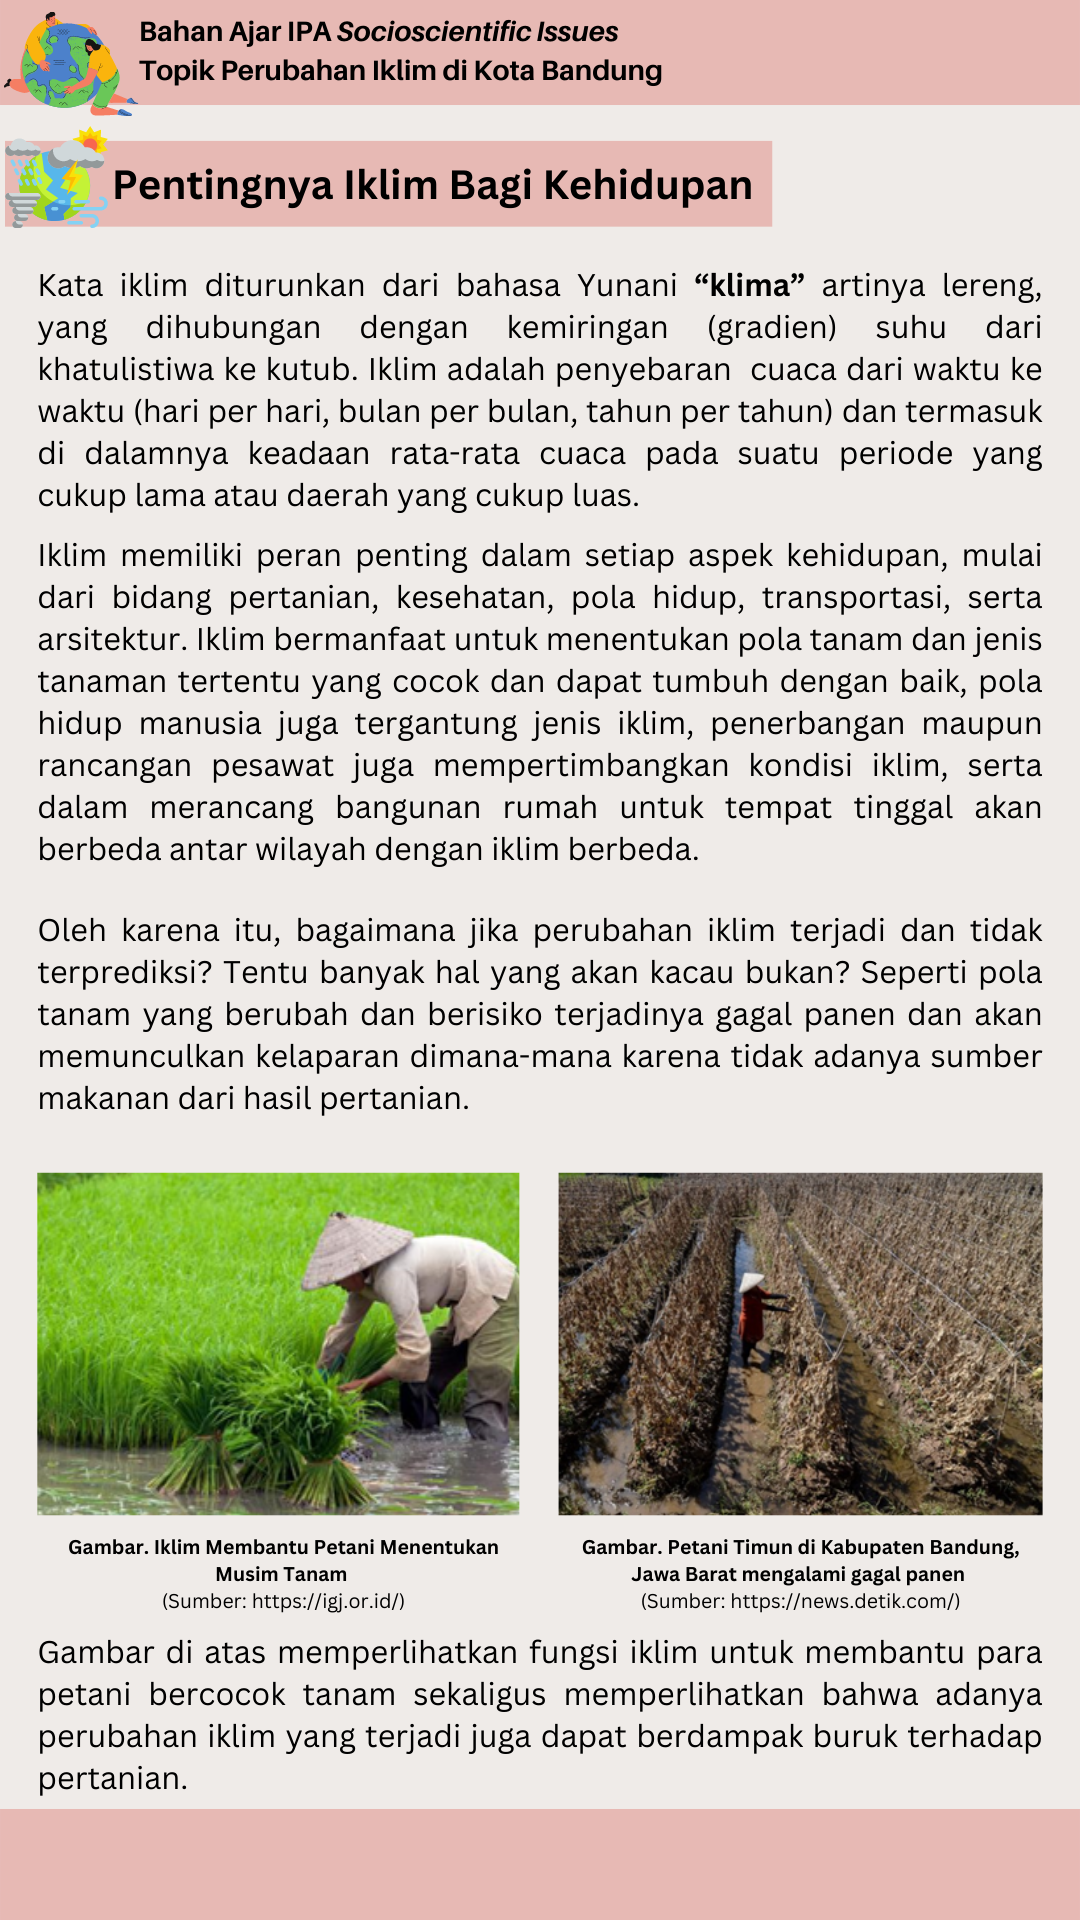 Bahan Ajar IPA Socioscientific Issues
Topik Perubahan Iklim di Kota Bandung
Pentingnya Iklim Bagi Kehidupan
Kata iklim diturunkan dari bahasa Yunani “klima” artinya lereng,
yang dihubungan dengan kemiringan (gradien) suhu dari
khatulistiwa ke kutub. Iklim adalah penyebaran cuaca dari waktu ke
waktu (hari per hari, bulan per bulan, tahun per tahun) dan termasuk
di dalamnya keadaan rata-rata cuaca pada suatu periode yang
cukup lama atau daerah yang cukup luas.
Iklim memiliki peran penting dalam setiap aspek kehidupan, mulai
dari bidang pertanian, kesehatan, pola hidup, transportasi, serta
arsitektur. Iklim bermanfaat untuk menentukan pola tanam dan jenis
tanaman tertentu yang cocok dan dapat tumbuh dengan baik, pola
hidup manusia juga tergantung jenis iklim, penerbangan maupun
rancangan pesawat juga mempertimbangkan kondisi iklim, serta
dalam merancang bangunan rumah untuk tempat tinggal akan
berbeda antar wilayah dengan iklim berbeda.
Oleh karena itu, bagaimana jika perubahan iklim terjadi dan tidak
terprediksi? Tentu banyak hal yang akan kacau bukan? Seperti pola
tanam yang berubah dan berisiko terjadinya gagal panen dan akan
memunculkan kelaparan dimana-mana karena tidak adanya sumber
makanan dari hasil pertanian.
Gambar. Iklim Membantu Petani Menentukan
Musim Tanam
(Sumber: https://igj.or.id/)
Gambar. Petani Timun di Kabupaten Bandung,
Jawa Barat mengalami gagal panen
(Sumber: https://news.detik.com/)
Gambar di atas memperlihatkan fungsi iklim untuk membantu para
petani bercocok tanam sekaligus memperlihatkan bahwa adanya
perubahan iklim yang terjadi juga dapat berdampak buruk terhadap
pertanian.